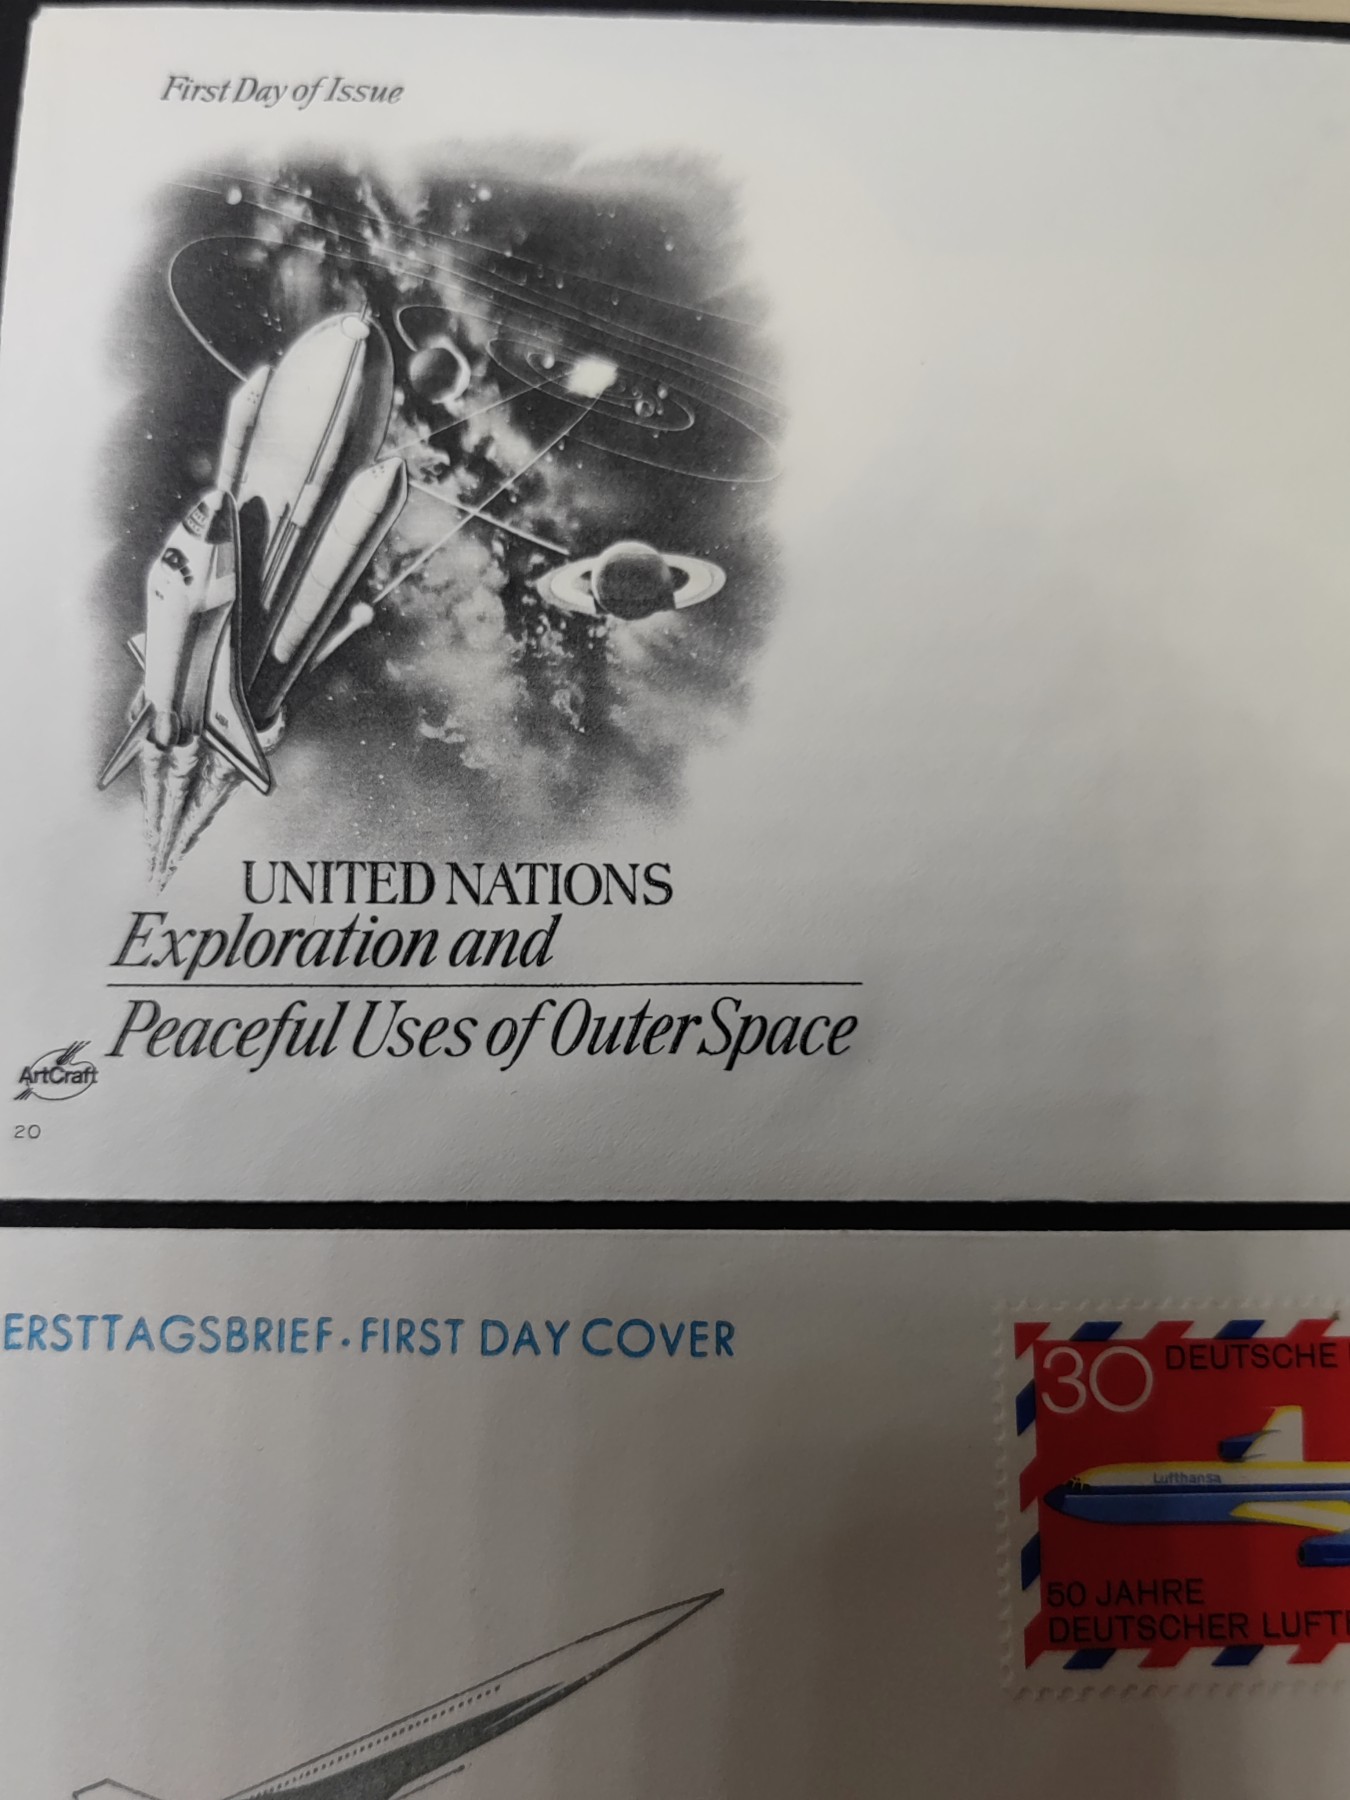 First Day of Issue
UNITED NATIONS
Exploration and
Peaceful Uses of Outer Space
ArtCraft
20
ERSTTAGSBRIEF · FIRST DAY COVER
30 DEUTSCHE
Lufthansa
50 JAHRE
DEUTSCHER